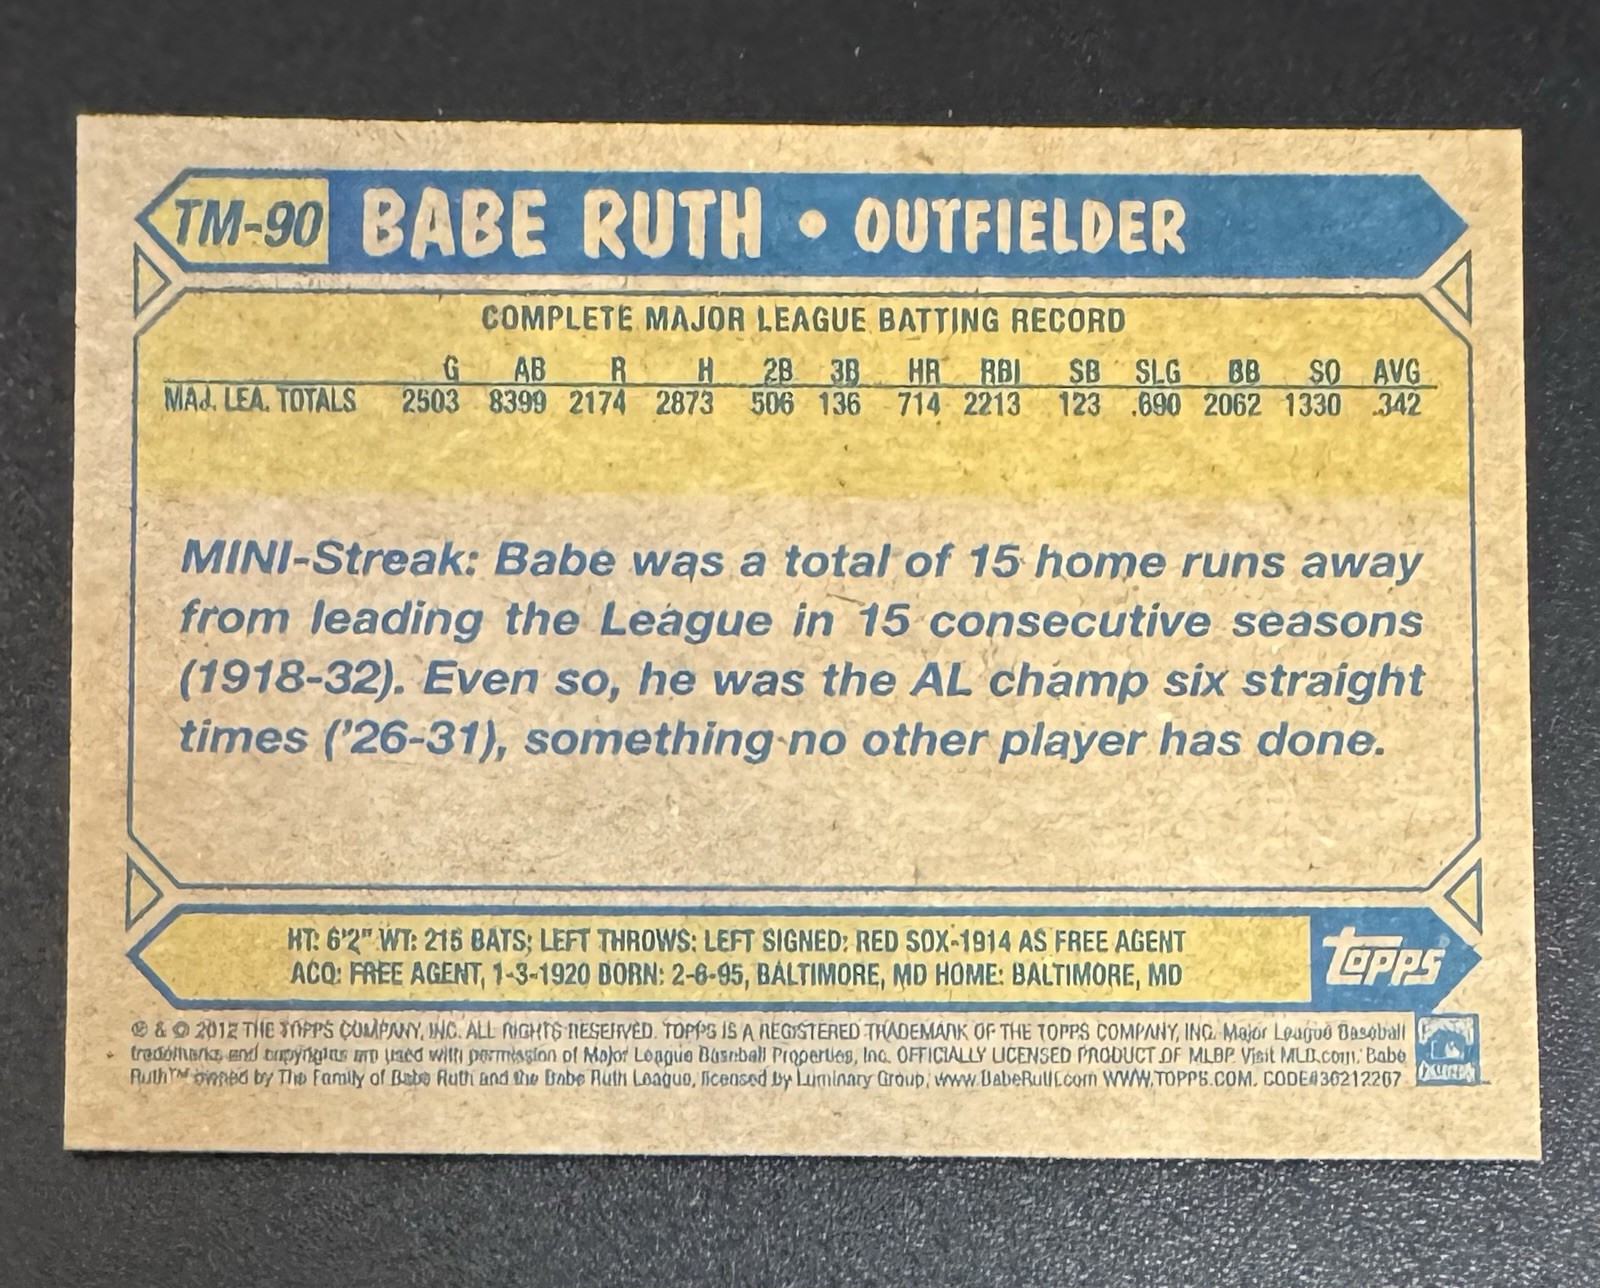 TM-90 BABE RUTH • OUTFIELDER
COMPLETE MAJOR LEAGUE BATTING RECORD
G AB R H 2B 3B HR RBI SB SLG BB SO AVG
MAJ. LEA. TOTALS 2503 8399 2174 2873 506 136 714 2213 123 .690 2062 1330 .342
MINI-Streak: Babe was a total of 15 home runs away
from leading the League in 15 consecutive seasons
(1918-32). Even so, he was the AL champ six straight
times ('26-31), something no other player has done.
HT: 6'2" WT: 215 BATS: LEFT THROWS: LEFT SIGNED: RED SOX-1914 AS FREE AGENT
ACQ: FREE AGENT, 1-3-1920 BORN: 2-6-95, BALTIMORE, MD HOME: BALTIMORE, MD
Topps
® & © 2012 THE TOPPS COMPANY, INC. ALL RIGHTS RESERVED. TOPPS IS A REGISTERED TRADEMARK OF THE TOPPS COMPANY, INC. Major League Baseball
trademarks and copyrights are used with permission of Major League Baseball Properties, Inc. OFFICIALLY LICENSED PRODUCT OF MLBP. Visit MLB.com. Babe
Ruth™ owned by The Family of Babe Ruth and the Babe Ruth League, licensed by Luminary Group, www.BabeRuth.com WWW.TOPPS.COM. CODE#36212267